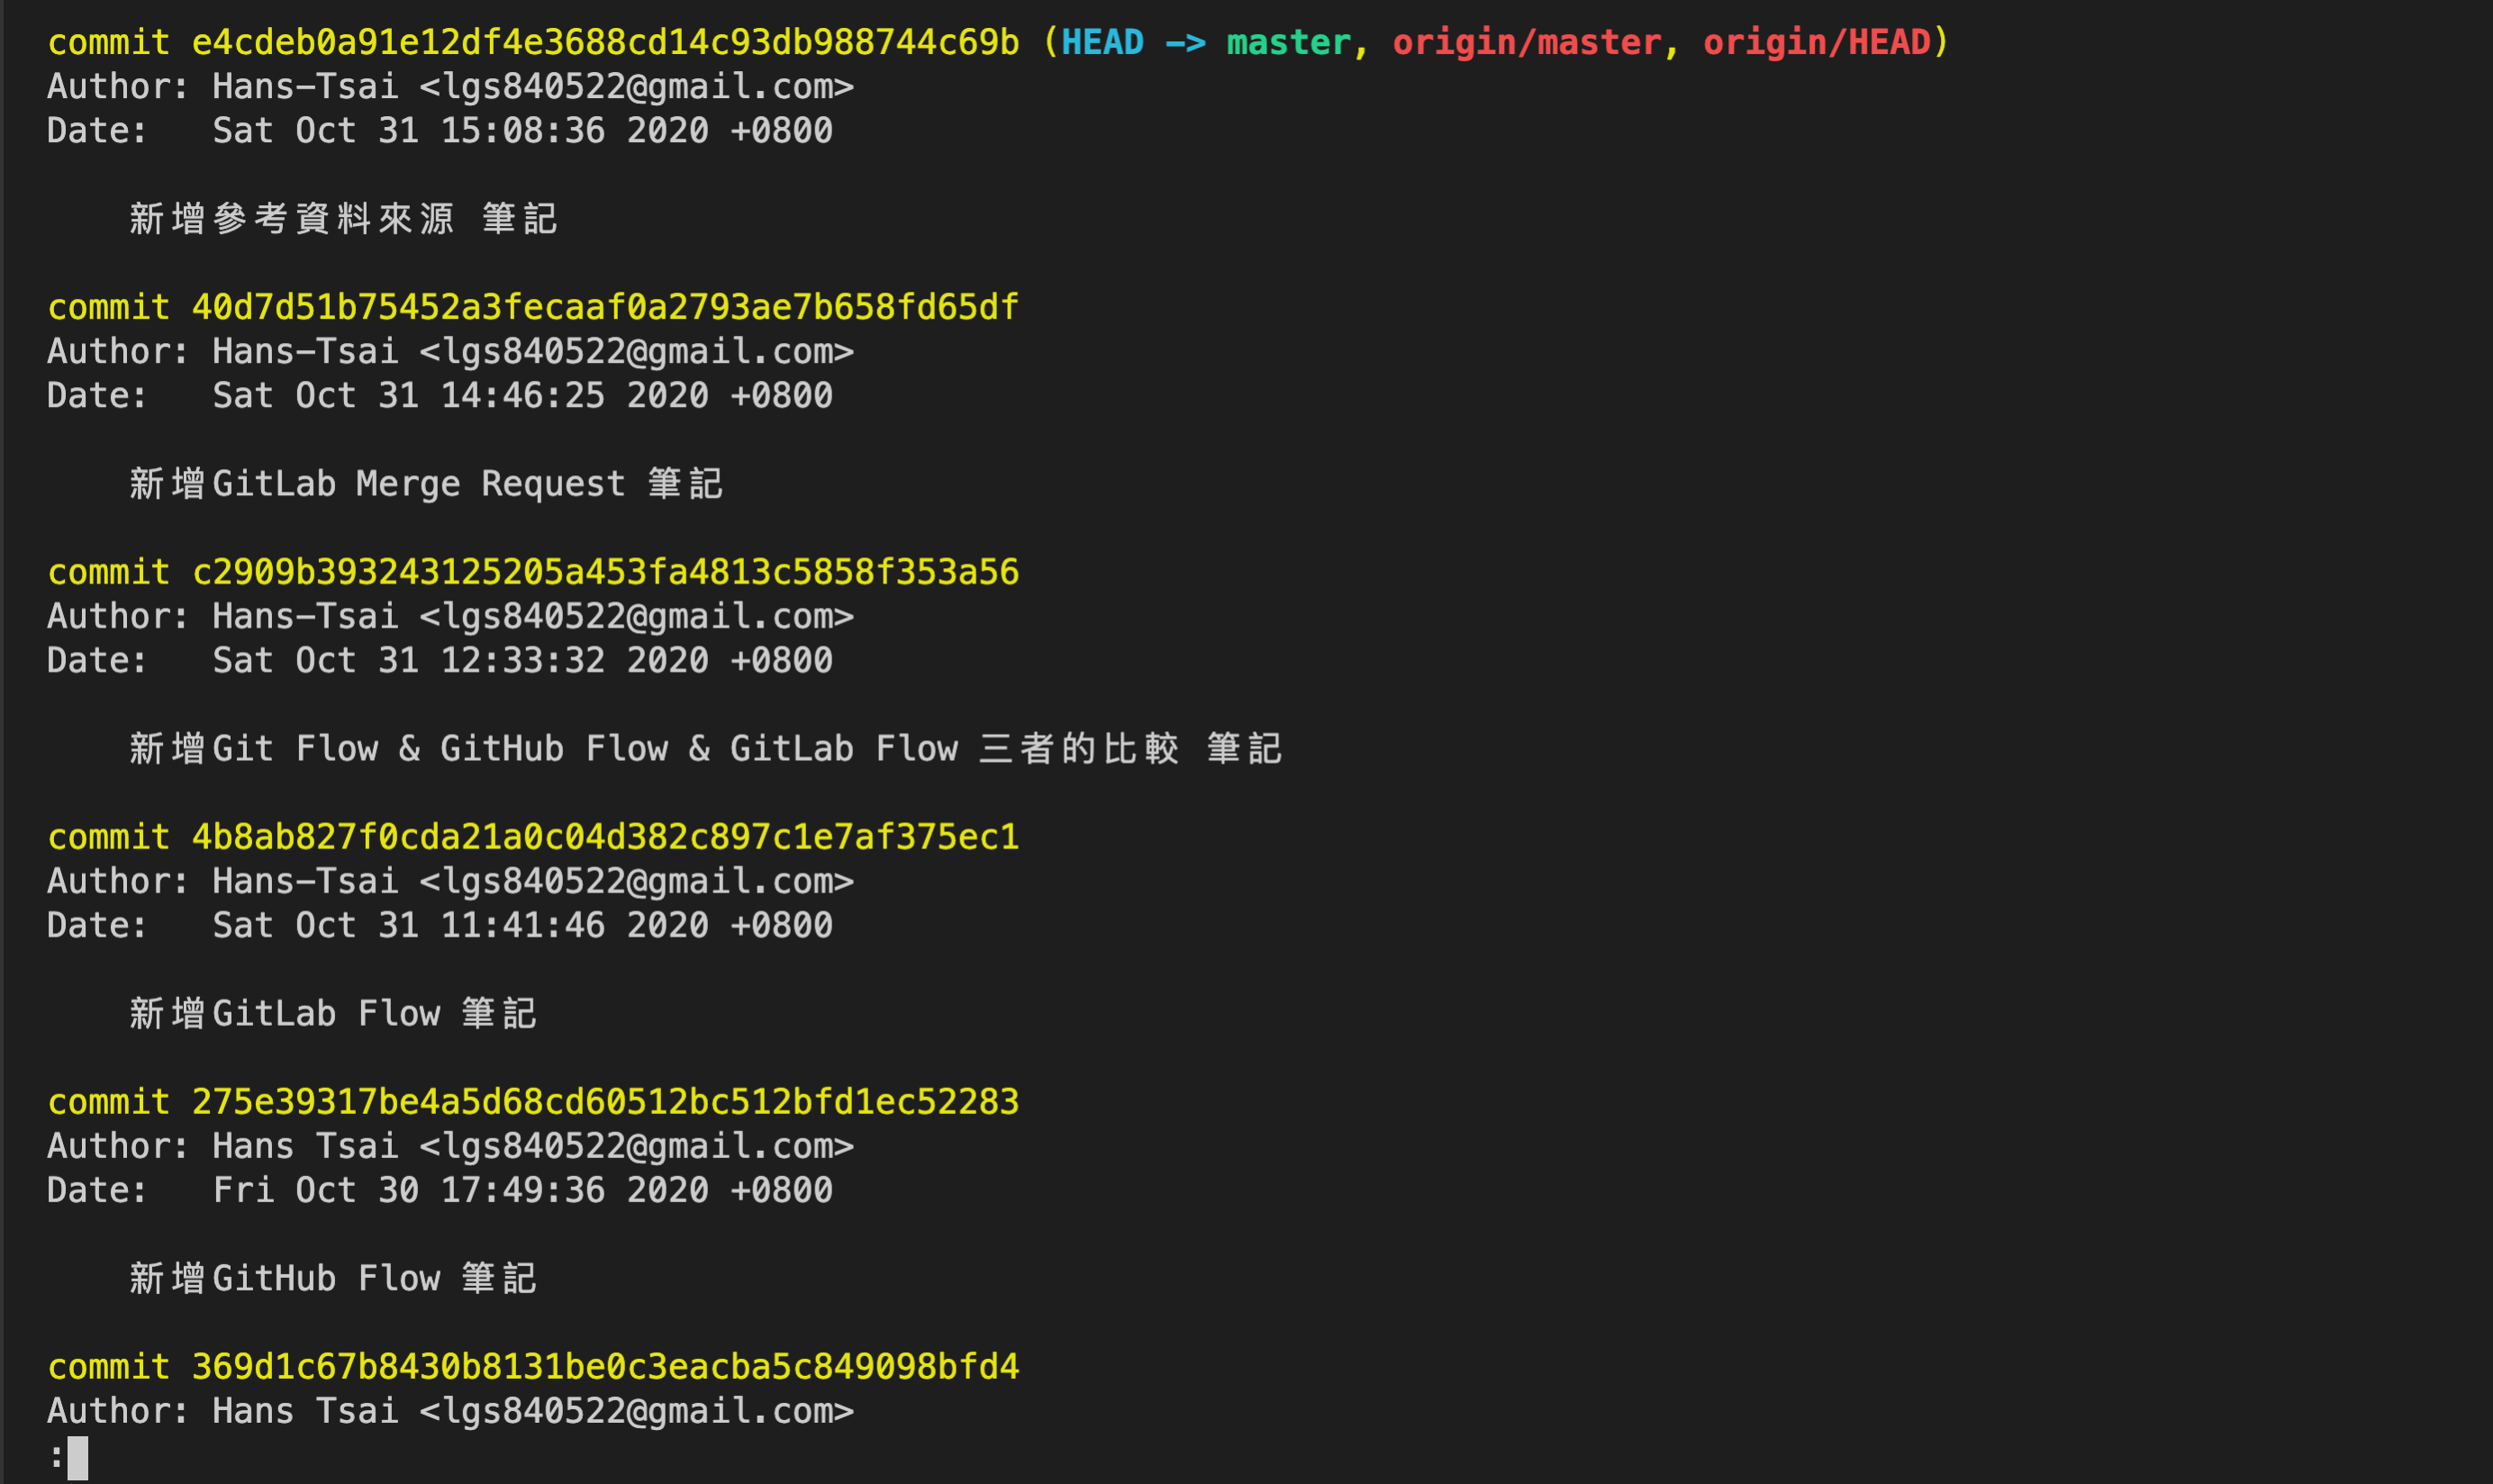 commit e4cdeb0a91e12df4e3688cd14c93db988744c69b (HEAD -> master, origin/master, origin/HEAD)
Author: Hans-Tsai <lgs840522@gmail.com>
Date:   Sat Oct 31 15:08:36 2020 +0800
新增參考資料來源 筆記
commit 40d7d51b75452a3fecaaf0a2793ae7b658fd65df
Author: Hans-Tsai <lgs840522@gmail.com>
Date:   Sat Oct 31 14:46:25 2020 +0800
新增GitLab Merge Request 筆記
commit c2909b393243125205a453fa4813c5858f353a56
Author: Hans-Tsai <lgs840522@gmail.com>
Date:   Sat Oct 31 12:33:32 2020 +0800
新增Git Flow & GitHub Flow & GitLab Flow 三者的比較 筆記
commit 4b8ab827f0cda21a0c04d382c897c1e7af375ec1
Author: Hans-Tsai <lgs840522@gmail.com>
Date:   Sat Oct 31 11:41:46 2020 +0800
新增GitLab Flow 筆記
commit 275e39317be4a5d68cd60512bc512bfd1ec52283
Author: Hans Tsai <lgs840522@gmail.com>
Date:   Fri Oct 30 17:49:36 2020 +0800
新增GitHub Flow 筆記
commit 369d1c67b8430b8131be0c3eacba5c849098bfd4
Author: Hans Tsai <lgs840522@gmail.com>
: